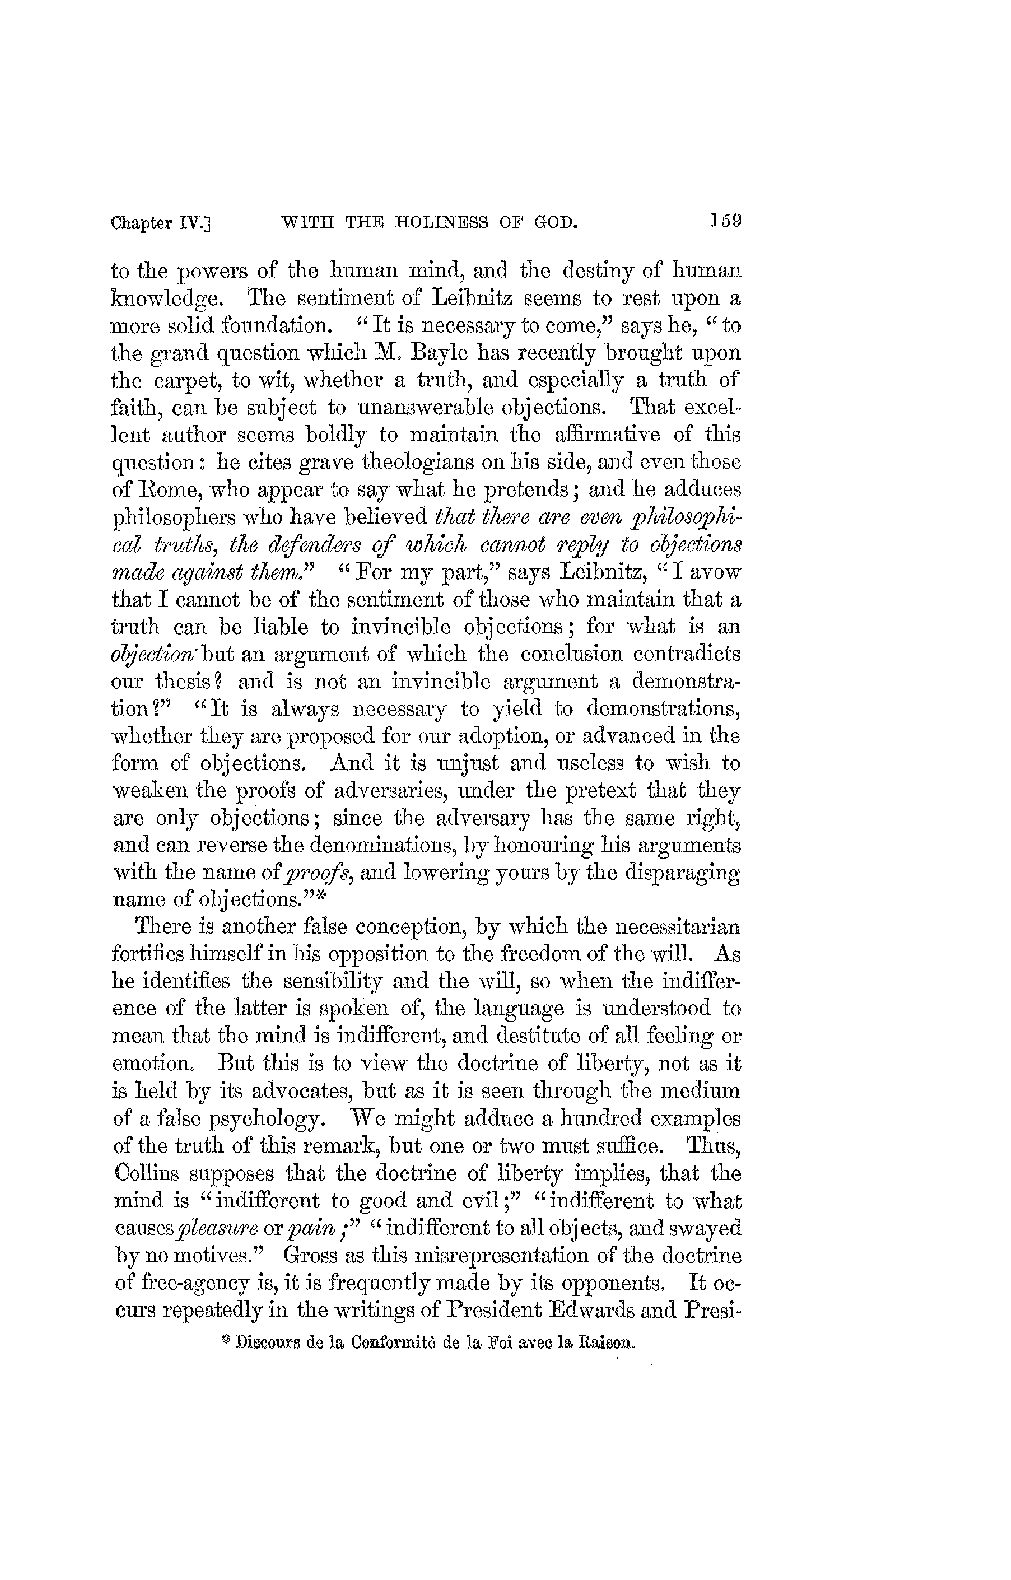 Chapter IV.] WITH THE HOLINESS OF GOD. 159
to the powers of the human mind, and the destiny of human
knowledge. The sentiment of Leibnitz seems to rest upon a
more solid foundation. “It is necessary to come,” says he, “to
the grand question which M. Bayle has recently brought upon
the carpet, to wit, whether a truth, and especially a truth of
faith, can be subject to unanswerable objections. That excel-
lent author seems boldly to maintain the affirmative of this
question: he cites grave theologians on his side, and even those
of Rome, who appear to say what he pretends; and he adduces
philosophers who have believed that there are even philosophi-
cal truths, the defenders of which cannot reply to objections
made against them.” “For my part,” says Leibnitz, “I avow
that I cannot be of the sentiment of those who maintain that a
truth can be liable to invincible objections; for what is an
objection but an argument of which the conclusion contradicts
our thesis? and is not an invincible argument a demonstra-
tion?” “It is always necessary to yield to demonstrations,
whether they are proposed for our adoption, or advanced in the
form of objections. And it is unjust and useless to wish to
weaken the proofs of adversaries, under the pretext that they
are only objections; since the adversary has the same right,
and can reverse the denominations, by honouring his arguments
with the name of proofs, and lowering yours by the disparaging
name of objections.”*
There is another false conception, by which the necessitarian
fortifies himself in his opposition to the freedom of the will. As
he identifies the sensibility and the will, so when the indiffer-
ence of the latter is spoken of, the language is understood to
mean that the mind is indifferent, and destitute of all feeling or
emotion. But this is to view the doctrine of liberty, not as it
is held by its advocates, but as it is seen through the medium
of a false psychology. We might adduce a hundred examples
of the truth of this remark, but one or two must suffice. Thus,
Collins supposes that the doctrine of liberty implies, that the
mind is “indifferent to good and evil;” “indifferent to what
causes pleasure or pain;” “indifferent to all objects, and swayed
by no motives.” Gross as this misrepresentation of the doctrine
of free-agency is, it is frequently made by its opponents. It oc-
curs repeatedly in the writings of President Edwards and Presi-
* Discours de la Conformité de la Foi avec la Raison.